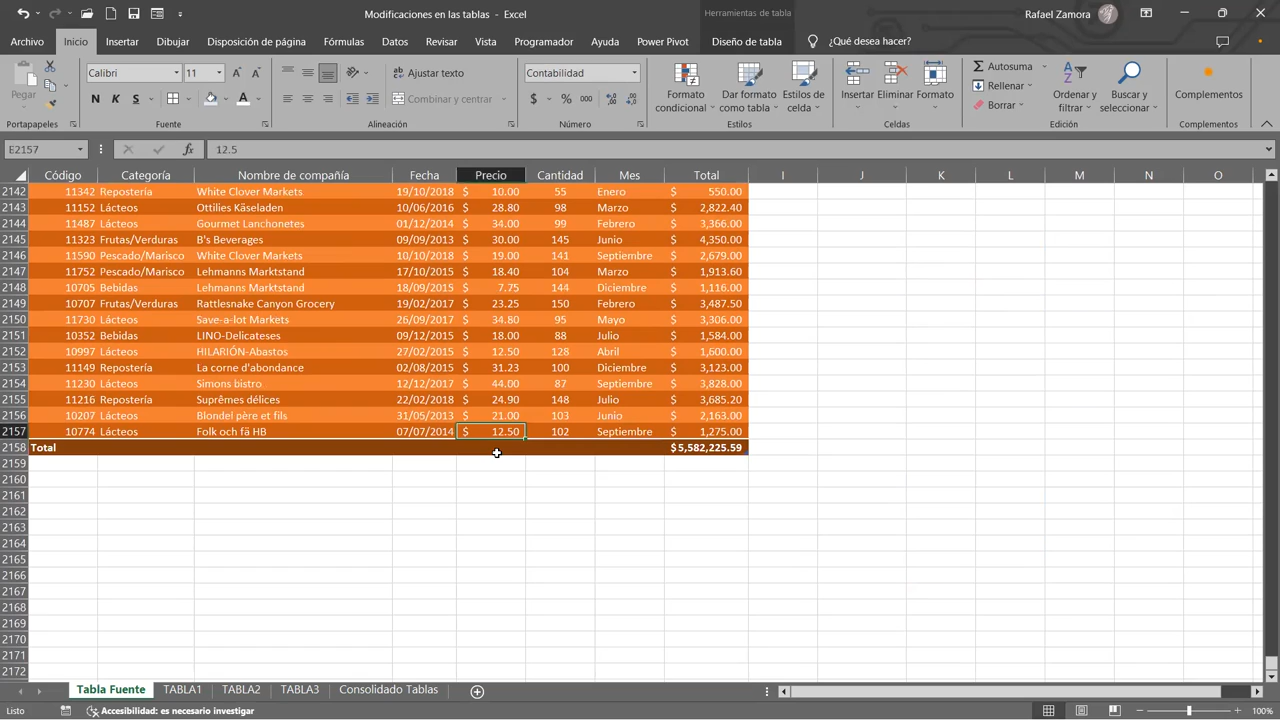 Modificaciones en las tablas - Excel
Herramientas de tabla
Rafael Zamora
Archivo Inicio Insertar Dibujar Disposición de página Fórmulas Datos Revisar Vista Programador Ayuda Power Pivot Diseño de tabla ¿Qué desea hacer?
Pegar
Calibri 11
N K S
Ajustar texto
Combinar y centrar
Contabilidad
$ % 000
Formato condicional
Dar formato como tabla
Estilos de celda
Insertar Eliminar Formato
Autosuma
Rellenar
Borrar
Ordenar y filtrar
Buscar y seleccionar
Complementos
Portapapeles Fuente Alineación Número Estilos Celdas Edición Complementos
E2157 fx 12.5
Código Categoría Nombre de compañía Fecha Precio Cantidad Mes Total I J K L M N O
2142 11342 Repostería White Clover Markets 19/10/2018 $ 10.00 55 Enero $ 550.00
2143 11152 Lácteos Ottilies Käseladen 10/06/2016 $ 28.80 98 Marzo $ 2,822.40
2144 11487 Lácteos Gourmet Lanchonetes 01/12/2014 $ 34.00 99 Febrero $ 3,366.00
2145 11323 Frutas/Verduras B's Beverages 09/09/2013 $ 30.00 145 Junio $ 4,350.00
2146 11590 Pescado/Marisco White Clover Markets 10/10/2018 $ 19.00 141 Septiembre $ 2,679.00
2147 11752 Pescado/Marisco Lehmanns Marktstand 17/10/2015 $ 18.40 104 Marzo $ 1,913.60
2148 10705 Bebidas Lehmanns Marktstand 18/09/2015 $ 7.75 144 Diciembre $ 1,116.00
2149 10707 Frutas/Verduras Rattlesnake Canyon Grocery 19/02/2017 $ 23.25 150 Febrero $ 3,487.50
2150 11730 Lácteos Save-a-lot Markets 26/09/2017 $ 34.80 95 Mayo $ 3,306.00
2151 10352 Bebidas LINO-Delicateses 09/12/2015 $ 18.00 88 Julio $ 1,584.00
2152 10997 Lácteos HILARIÓN-Abastos 27/02/2015 $ 12.50 128 Abril $ 1,600.00
2153 11149 Repostería La corne d'abondance 02/08/2015 $ 31.23 100 Diciembre $ 3,123.00
2154 11230 Lácteos Simons bistro 12/12/2017 $ 44.00 87 Septiembre $ 3,828.00
2155 11216 Repostería Suprêmes délices 22/02/2018 $ 24.90 148 Julio $ 3,685.20
2156 10207 Lácteos Blondel père et fils 31/05/2013 $ 21.00 103 Junio $ 2,163.00
2157 10774 Lácteos Folk och fä HB 07/07/2014 $ 12.50 102 Septiembre $ 1,275.00
2158 Total $5,582,225.59
2159
2160
2161
2162
2163
2164
2165
2166
2167
2168
2169
2170
2171
2172
Tabla Fuente TABLA1 TABLA2 TABLA3 Consolidado Tablas
Listo Accesibilidad: es necesario investigar 100%